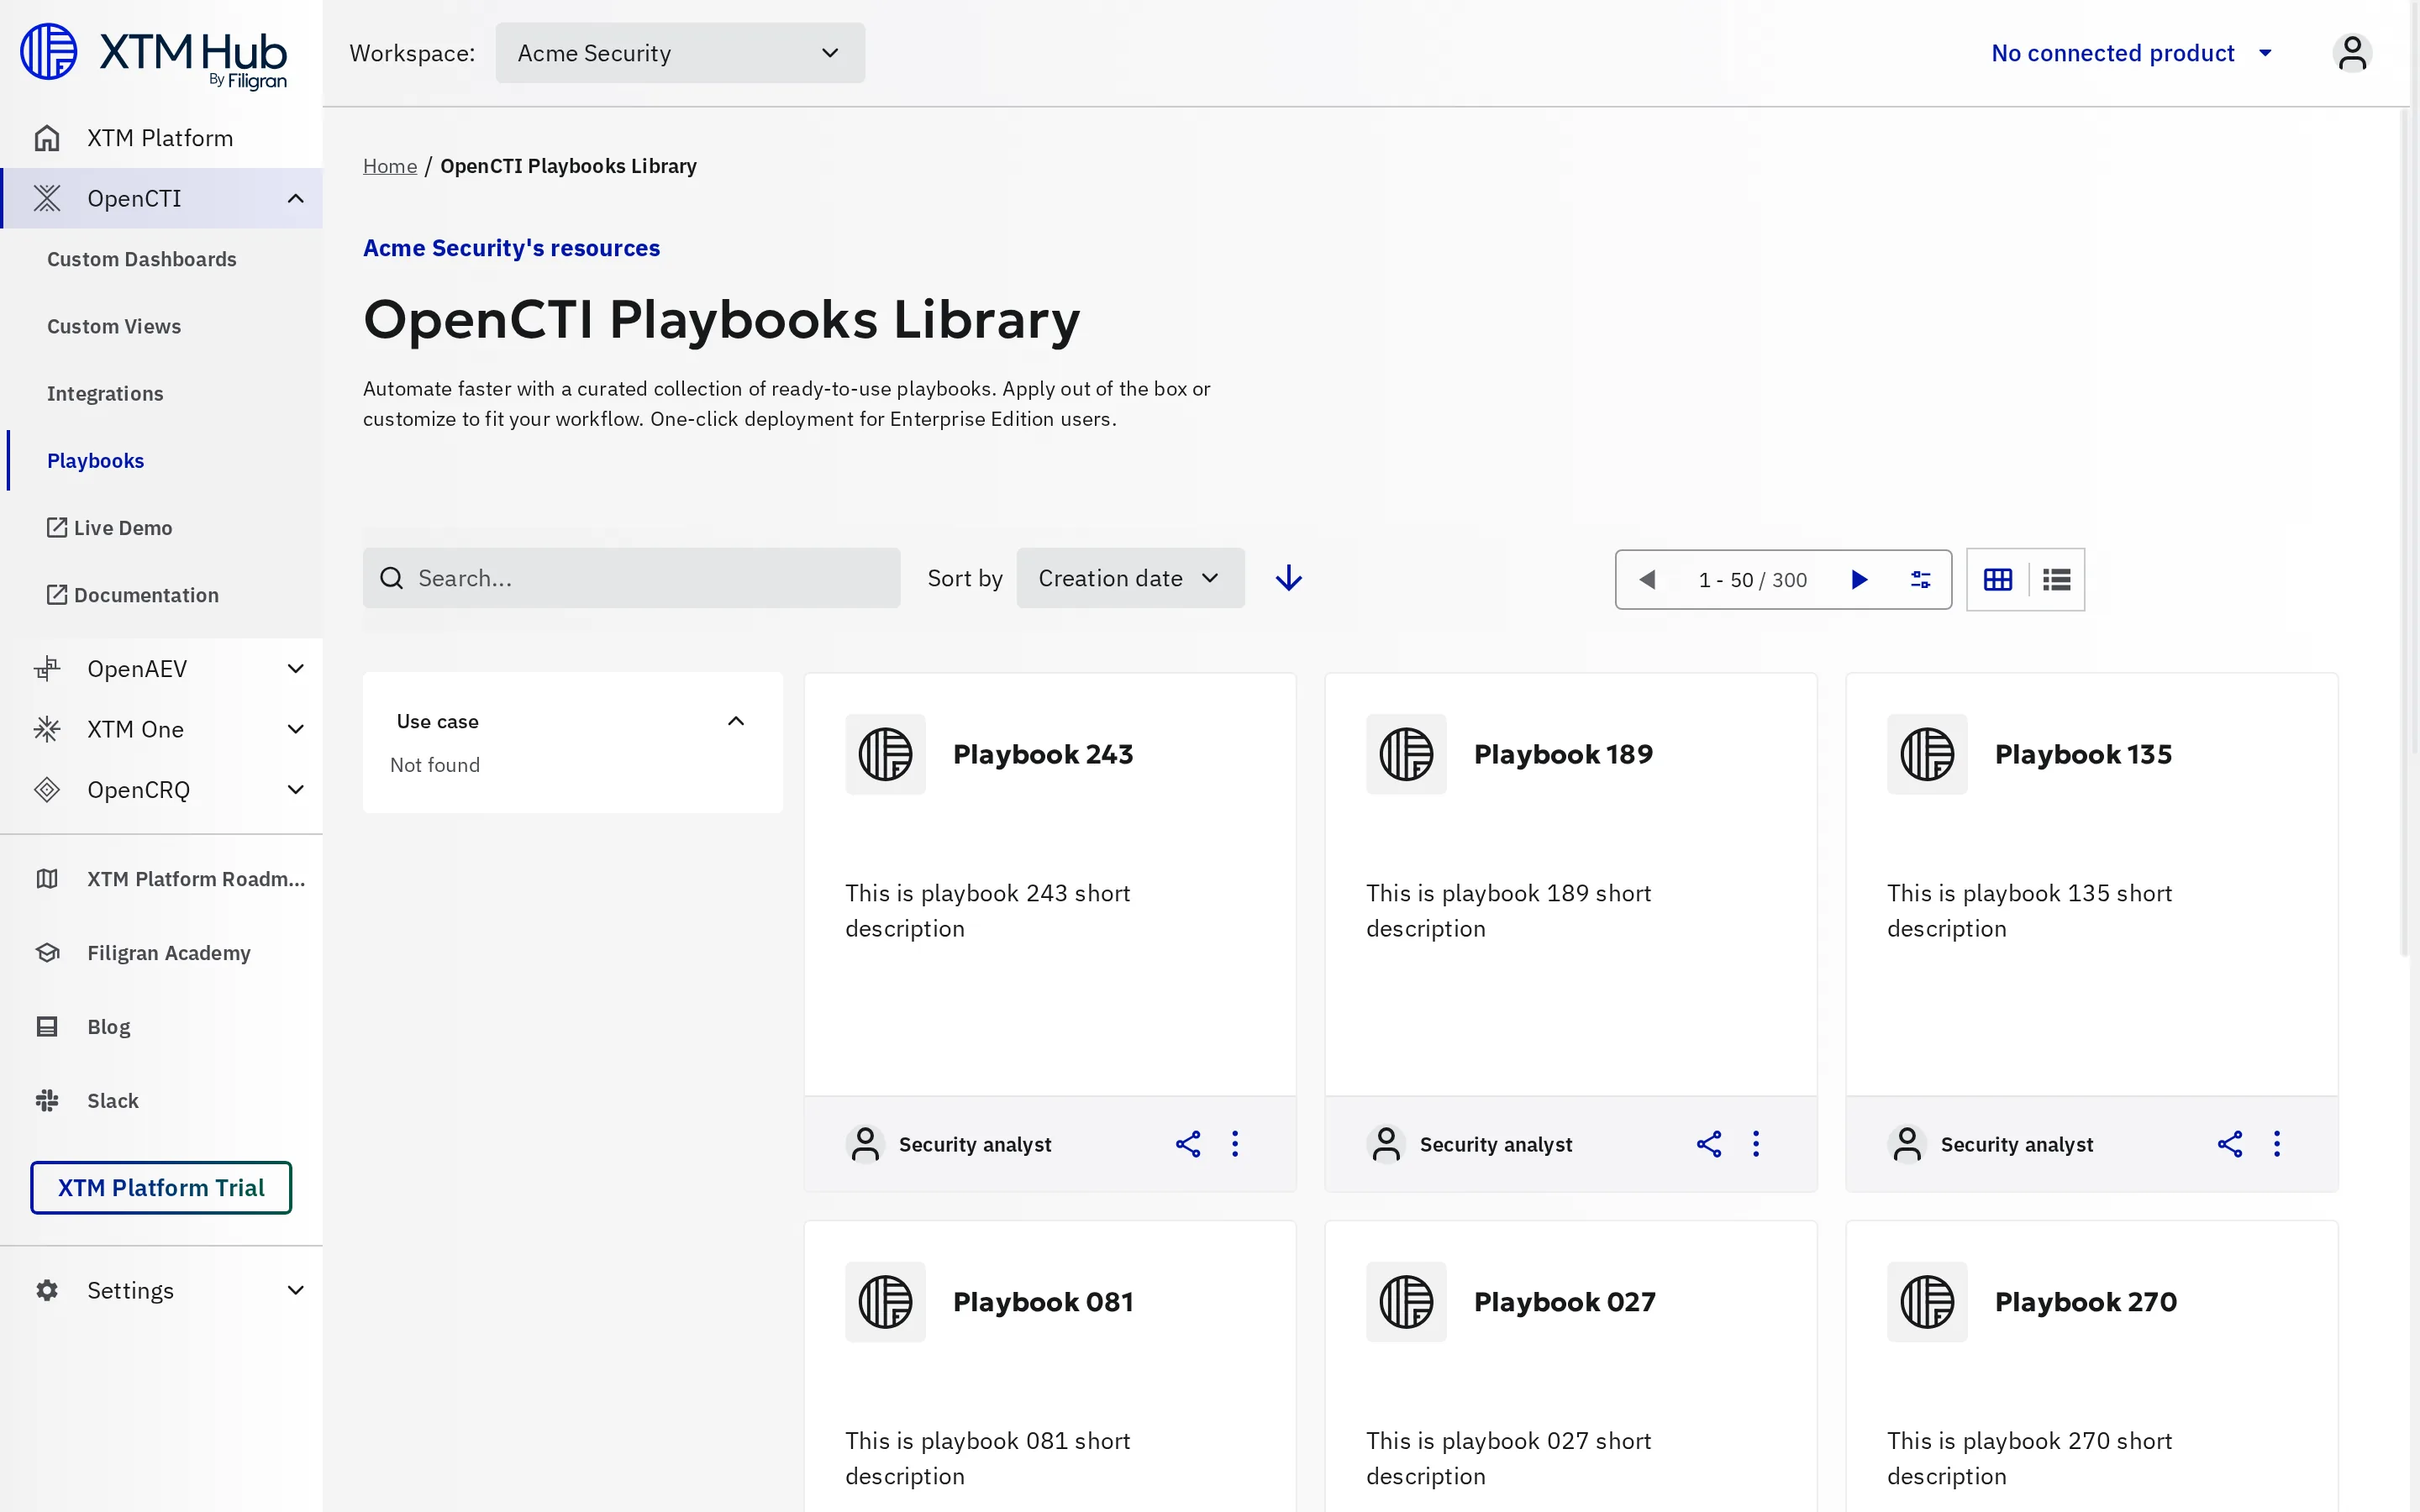 XTM Hub
By Filigran
Workspace:
Acme Security
No connected product
XTM Platform
OpenCTI
Custom Dashboards
Custom Views
Integrations
Playbooks
Live Demo
Documentation
OpenAEV
XTM One
OpenCRQ
XTM Platform Roadm...
Filigran Academy
Blog
Slack
XTM Platform Trial
Settings
Home / OpenCTI Playbooks Library
Acme Security's resources
OpenCTI Playbooks Library
Automate faster with a curated collection of ready-to-use playbooks. Apply out of the box or
customize to fit your workflow. One-click deployment for Enterprise Edition users.
Search...
Sort by
Creation date
1 - 50 / 300
Use case
Not found
Playbook 243
This is playbook 243 short
description
Security analyst
Playbook 189
This is playbook 189 short
description
Security analyst
Playbook 135
This is playbook 135 short
description
Security analyst
Playbook 081
This is playbook 081 short
description
Playbook 027
This is playbook 027 short
description
Playbook 270
This is playbook 270 short
description